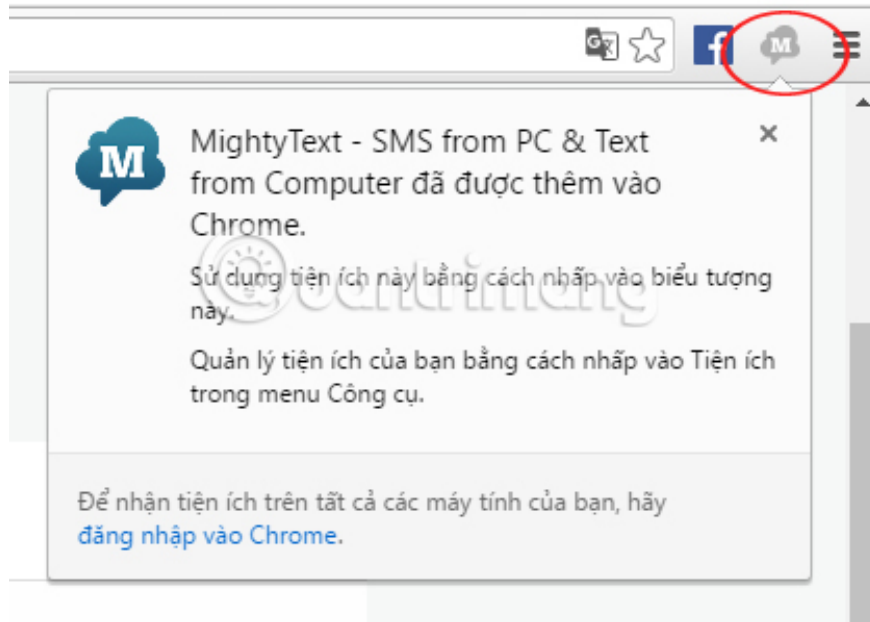 M
M
MightyText - SMS from PC & Text
from Computer đã được thêm vào
Chrome.
Sử dụng tiện ích này bằng cách nhấp vào biểu tượng
này.
Quantrimang
Quản lý tiện ích của bạn bằng cách nhấp vào Tiện ích
trong menu Công cụ.
Để nhận tiện ích trên tất cả các máy tính của bạn, hãy
đăng nhập vào Chrome.